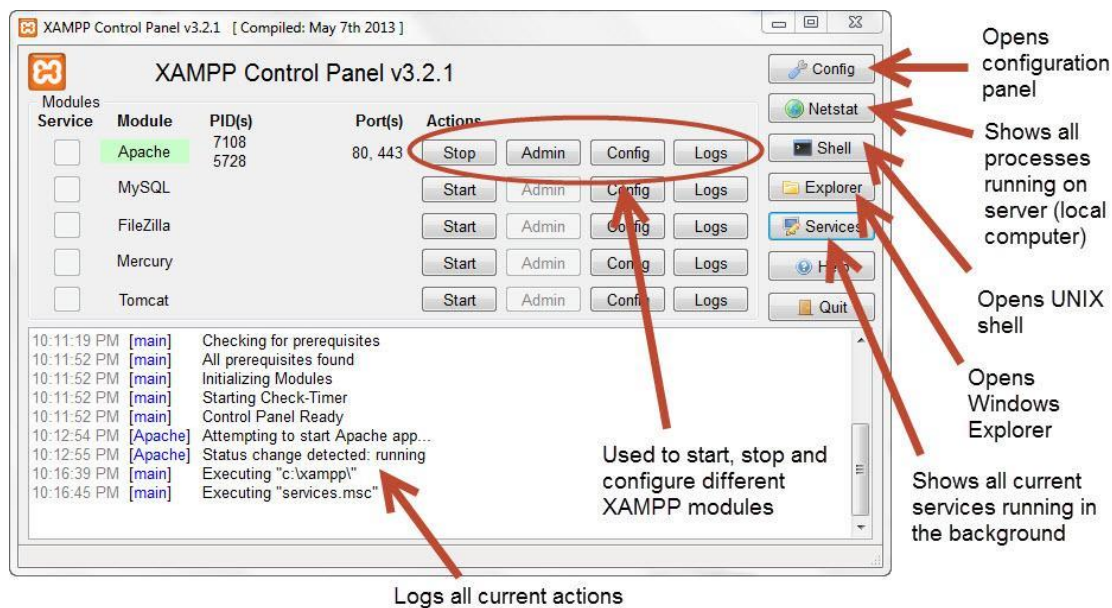 XAMPP Control Panel v3.2.1 [ Compiled: May 7th 2013 ]
XAMPP Control Panel v3.2.1
Modules
Service Module PID(s) Port(s) Actions
Apache 7108 5728 80, 443 Stop Admin Config Logs
MySQL Start Admin Config Logs
FileZilla Start Admin Config Logs
Mercury Start Admin Config Logs
Tomcat Start Admin Config Logs
Config
Netstat
Shell
Explorer
Services
Help
Quit
10:11:19 PM [main] Checking for prerequisites
10:11:52 PM [main] All prerequisites found
10:11:52 PM [main] Initializing Modules
10:11:52 PM [main] Starting Check-Timer
10:11:52 PM [main] Control Panel Ready
10:12:54 PM [Apache] Attempting to start Apache app...
10:12:55 PM [Apache] Status change detected: running
10:16:39 PM [main] Executing "c:\xampp\"
10:16:45 PM [main] Executing "services.msc"
Used to start, stop and
configure different
XAMPP modules
Logs all current actions
Opens
configuration
panel
Shows all
processes
running on
server (local
computer)
Opens UNIX
shell
Opens
Windows
Explorer
Shows all current
services running in
the background